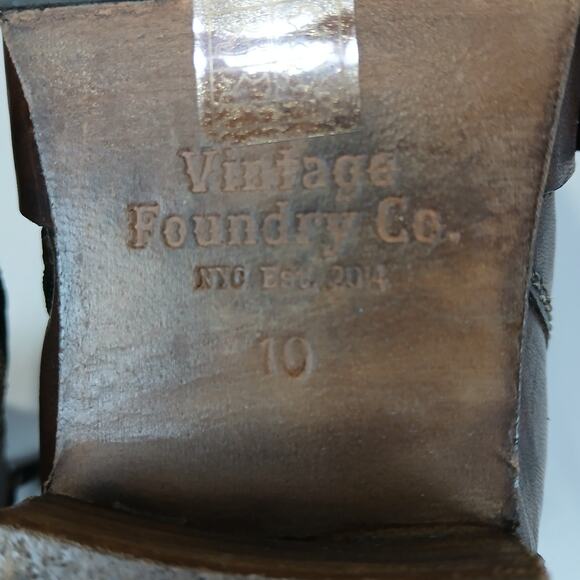 Vintage
Foundry Co.
NYC Est. 2014
10